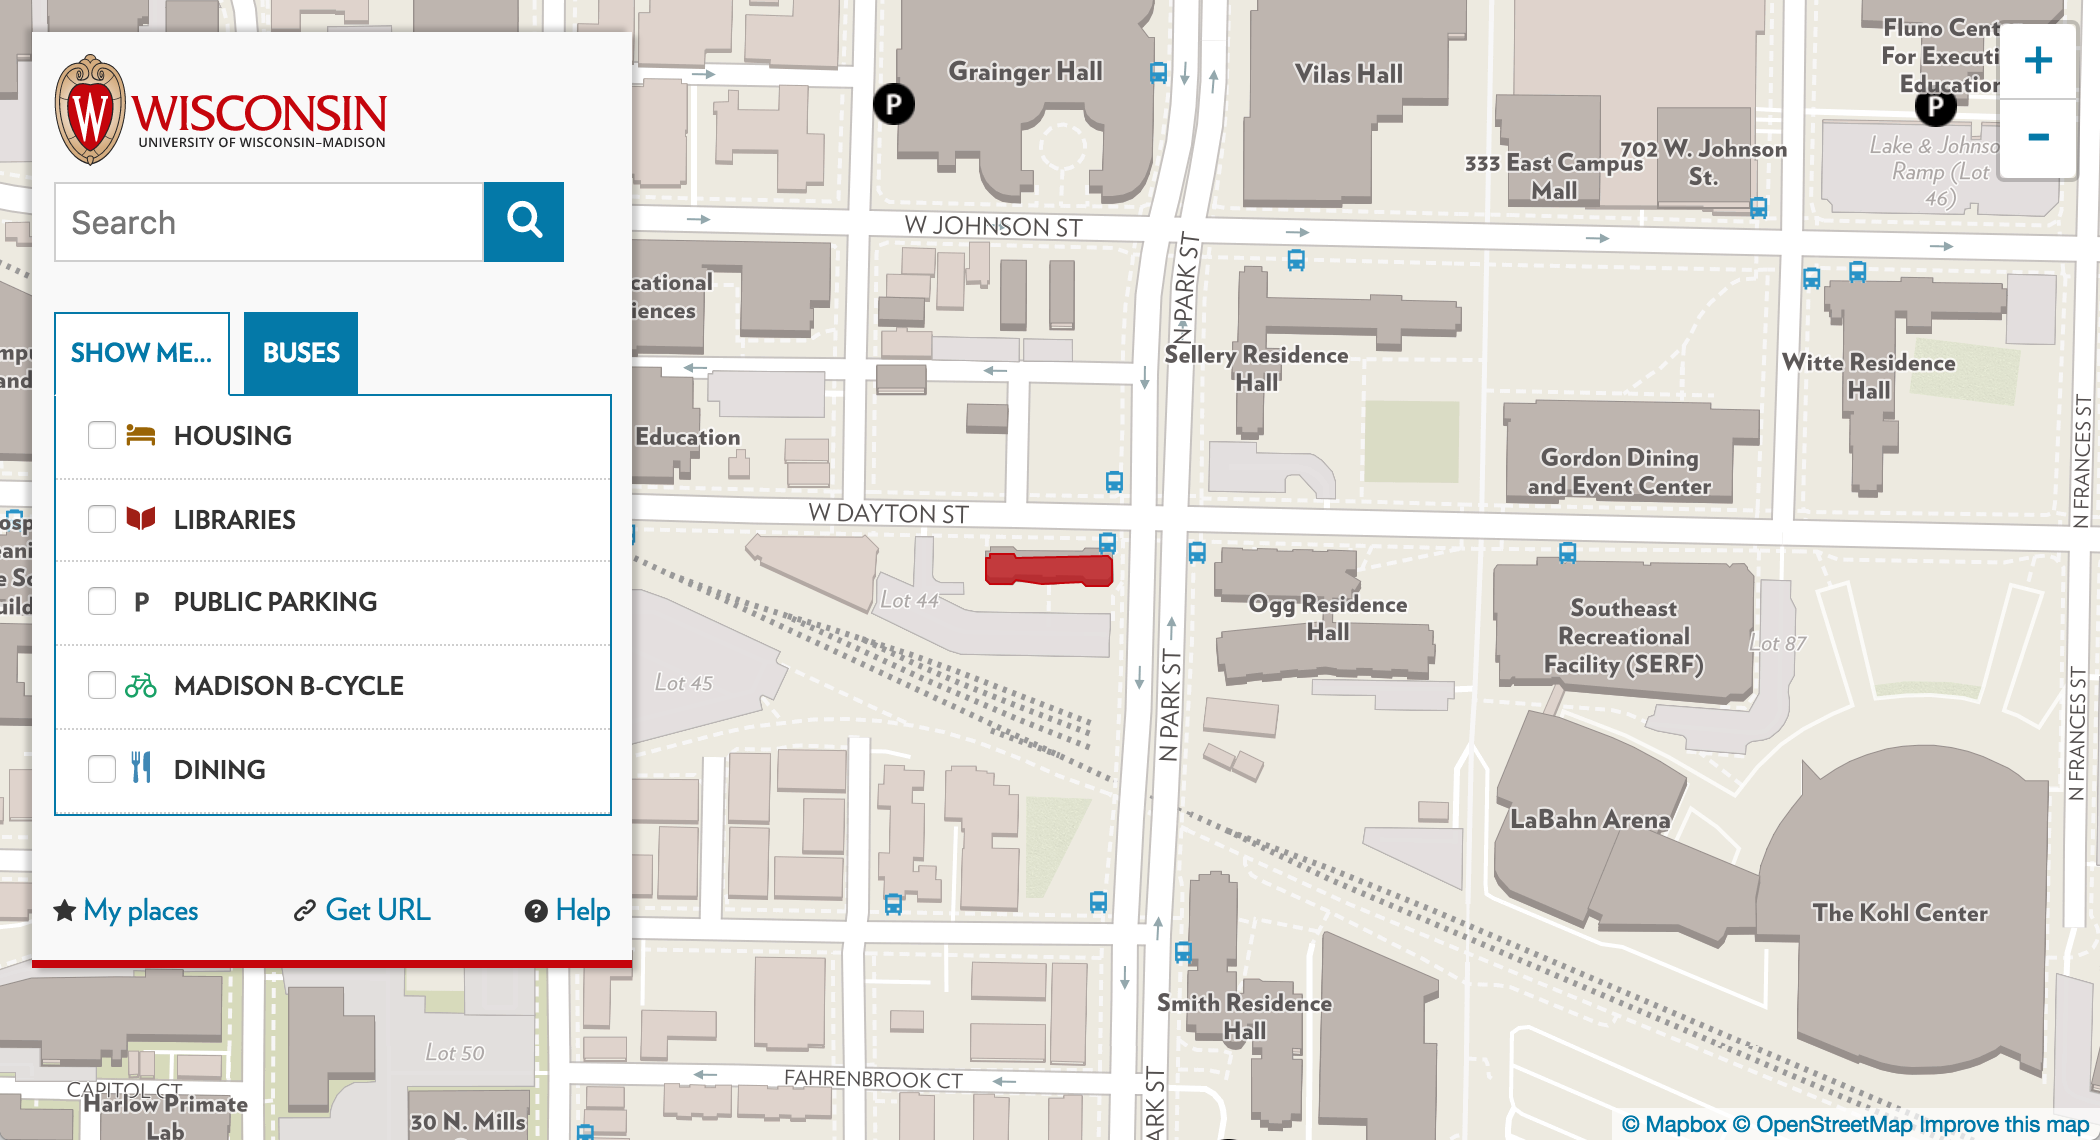 WISCONSIN
UNIVERSITY OF WISCONSIN–MADISON
Search
SHOW ME...
BUSES
HOUSING
LIBRARIES
P
PUBLIC PARKING
MADISON B-CYCLE
DINING
My places
Get URL
? Help
W
Grainger Hall
P
Vilas Hall
Fluno Cent
For Executi
Education
P
+
-
333 East Campus
Mall
702 W. Johnson
St.
Lake & Johnso
Ramp (Lot
46)
W JOHNSON ST
N PARK ST
cational
iences
Sellery Residence
Hall
Witte Residence
Hall
N FRANCES ST
Education
Gordon Dining
and Event Center
W DAYTON ST
Lot 44
Ogg Residence
Hall
Southeast
Recreational
Facility (SERF)
Lot 87
Lot 45
N PARK ST
N FRANCES ST
LaBahn Arena
The Kohl Center
Smith Residence
Hall
Lot 50
FAHRENBROOK CT
ARK ST
CAPITOL CT
Harlow Primate
Lab
30 N. Mills
© Mapbox © OpenStreetMap Improve this map